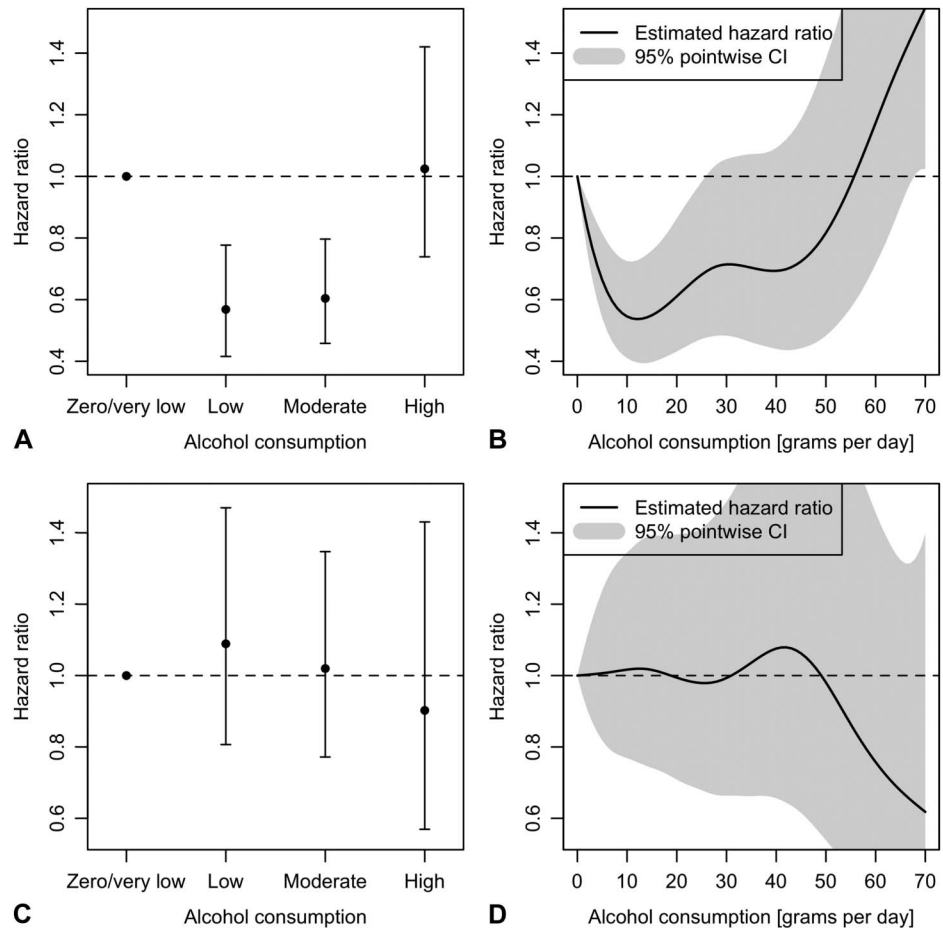 Hazard ratio
1.4
1.2
1.0
0.8
0.6
0.4
Zero/very low Low Moderate High
Alcohol consumption
A
Hazard ratio
1.4
1.2
1.0
0.8
0.6
0.4
Estimated hazard ratio
95% pointwise CI
0 10 20 30 40 50 60 70
Alcohol consumption [grams per day]
B
Hazard ratio
1.4
1.2
1.0
0.8
0.6
Zero/very low Low Moderate High
Alcohol consumption
C
Hazard ratio
1.4
1.2
1.0
0.8
0.6
Estimated hazard ratio
95% pointwise CI
0 10 20 30 40 50 60 70
Alcohol consumption [grams per day]
D